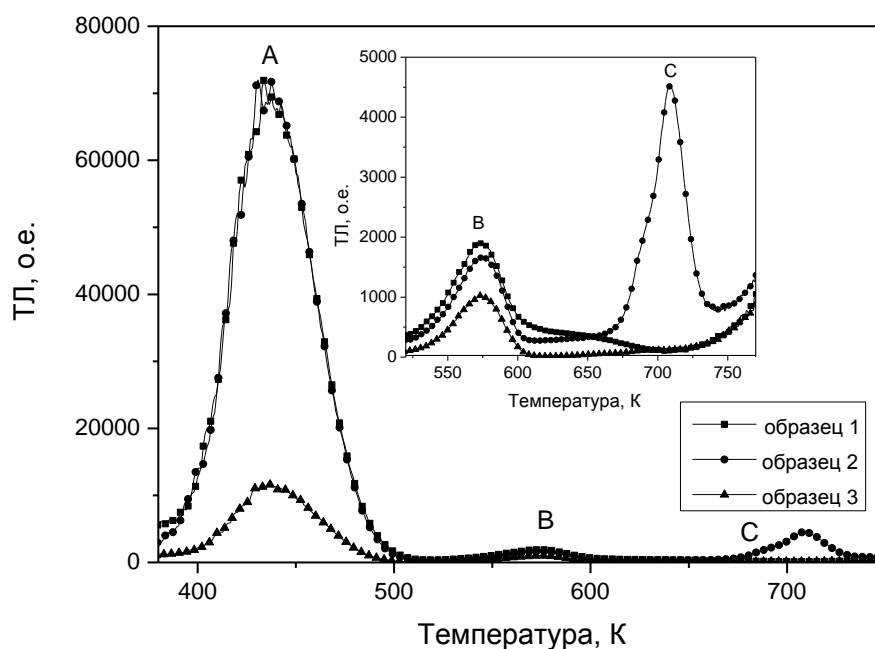 80000
60000
40000
20000
0
ТЛ, о.е.
A
B
C
400
500
600
700
Температура, К
5000
4000
3000
2000
1000
0
ТЛ, о.е.
B
C
550
600
650
700
750
Температура, К
образец 1
образец 2
образец 3